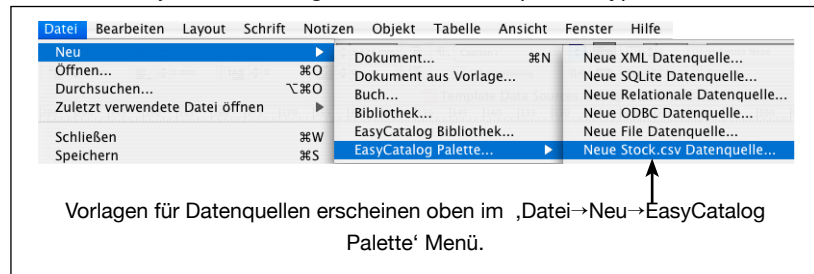 Datei Bearbeiten Layout Schrift Notizen Objekt Tabelle Ansicht Fenster Hilfe
Neu ▶
Öffnen... ⌘O
Durchsuchen... ⌥⌘O
Zuletzt verwendete Datei öffnen ▶
Schließen ⌘W
Speichern ⌘S
Dokument... ⌘N
Dokument aus Vorlage...
Buch...
Bibliothek...
EasyCatalog Bibliothek...
EasyCatalog Palette... ▶
Neue XML Datenquelle...
Neue SQLite Datenquelle...
Neue Relationale Datenquelle...
Neue ODBC Datenquelle...
Neue File Datenquelle...
Neue Stock.csv Datenquelle...
Vorlagen für Datenquellen erscheinen oben im ‚Datei→Neu→EasyCatalog
Palette‘ Menü.